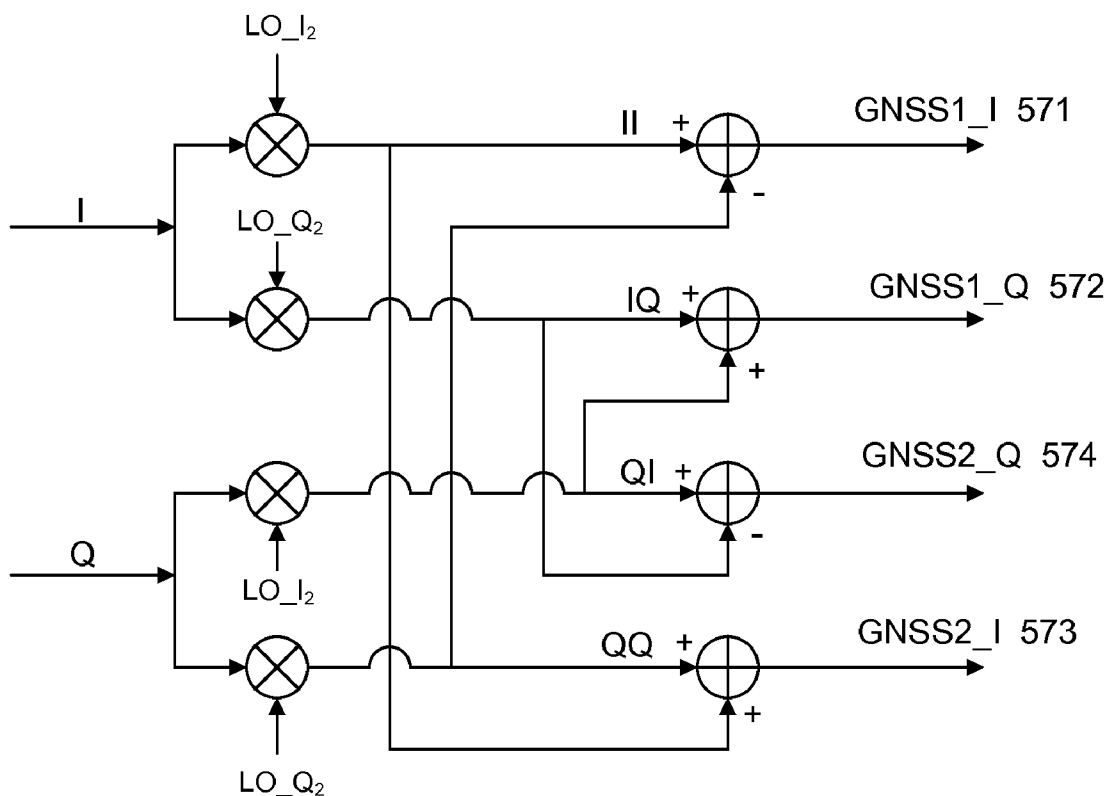 LO_I₂
II + GNSS1_I 571
-
I
LO_Q₂
IQ + GNSS1_Q 572
+
QI + GNSS2_Q 574
-
Q
LO_I₂
QQ + GNSS2_I 573
+
LO_Q₂